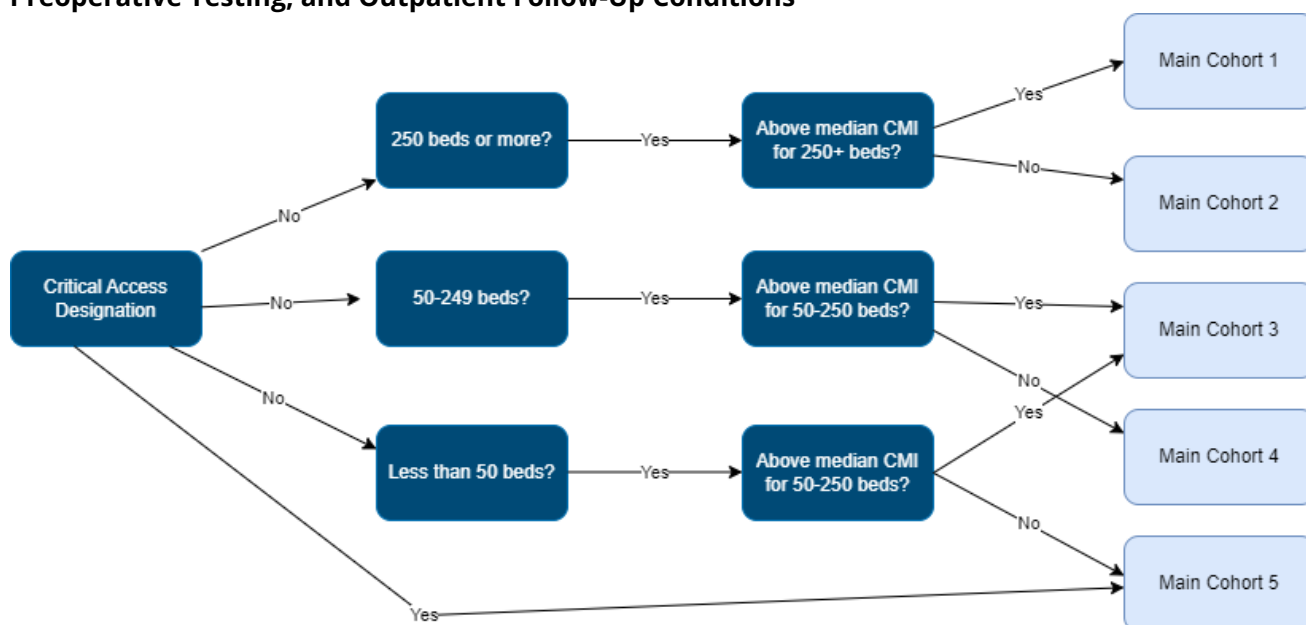 Preoperative Testing, and Outpatient Follow-Up Conditions
Main Cohort 1
Yes
250 beds or more?
Yes
Above median CMI
for 250+ beds?
No
Main Cohort 2
No
Critical Access
Designation
No
50-249 beds?
Yes
Above median CMI
for 50-250 beds?
Yes
Main Cohort 3
No
No
Yes
Less than 50 beds?
Yes
Above median CMI
for 50-250 beds?
Main Cohort 4
No
Main Cohort 5
Yes